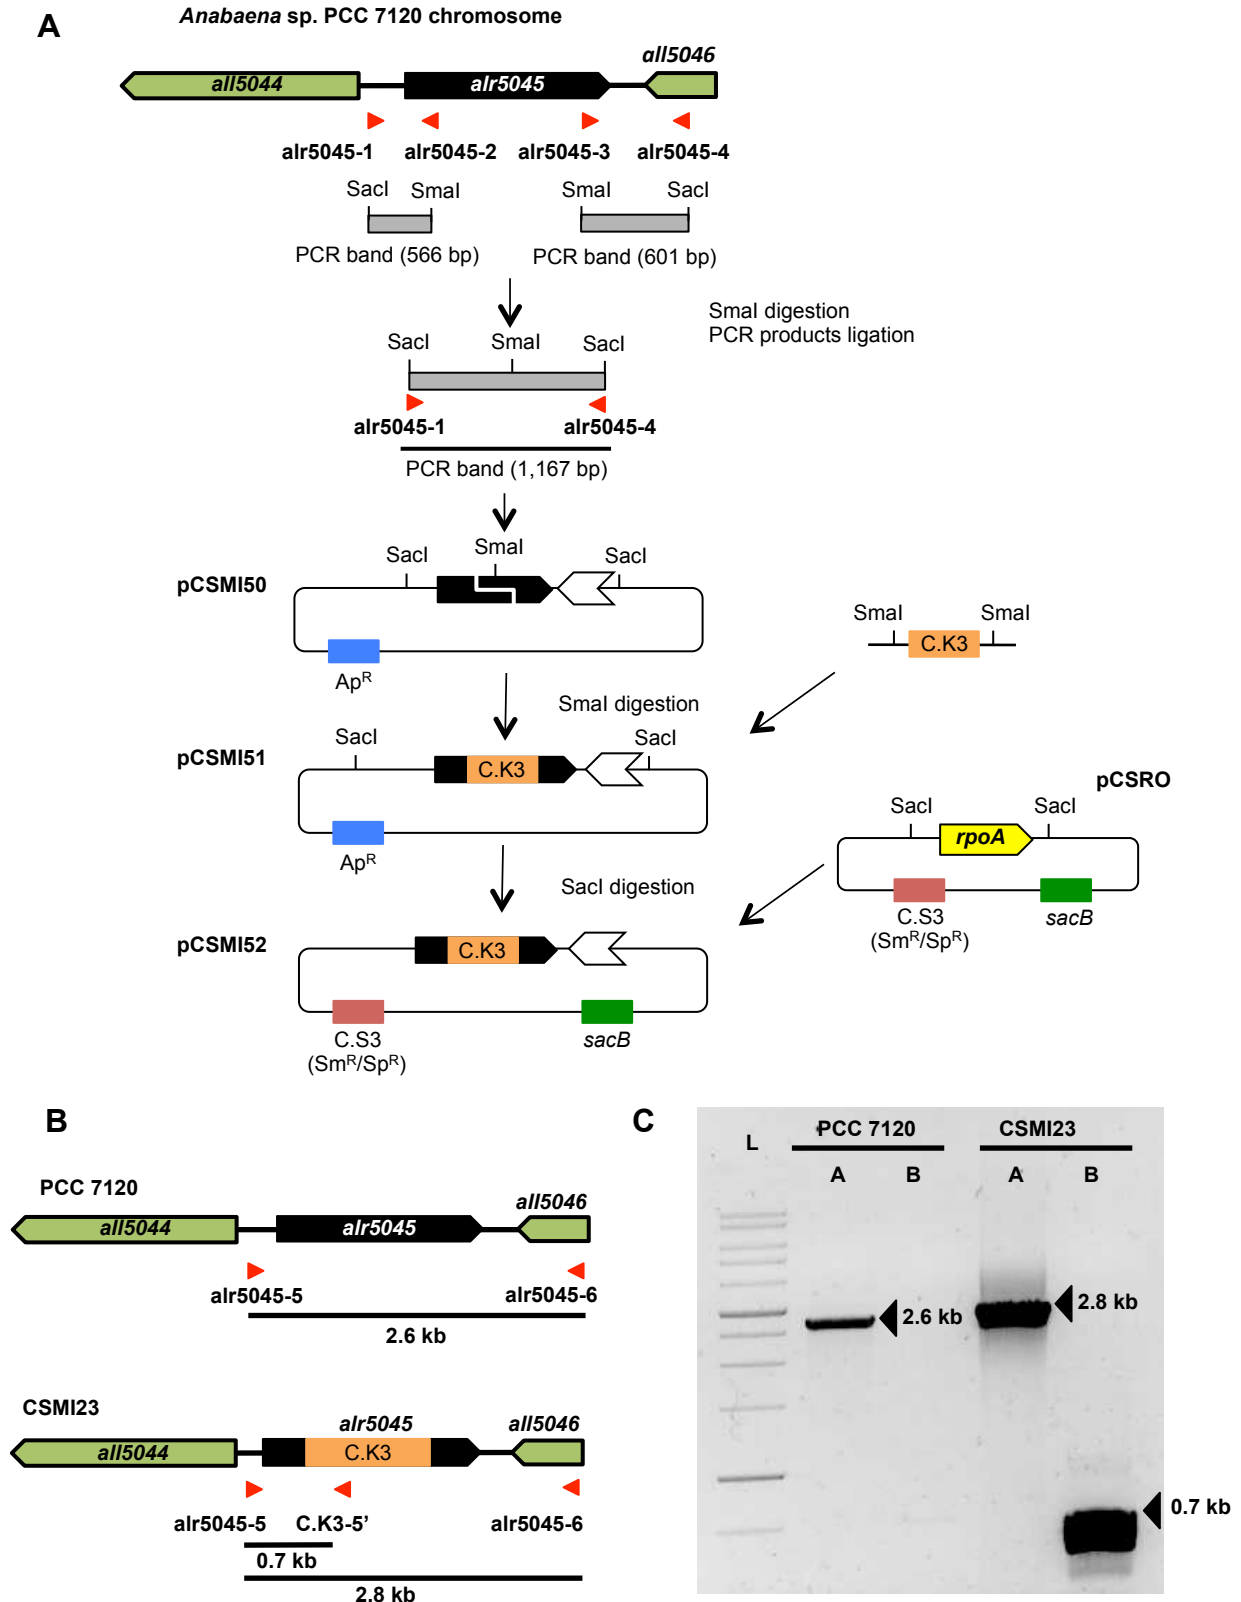 A
Anabaena sp. PCC 7120 chromosome
all5046
all5044
alr5045
alr5045-1
alr5045-2
alr5045-3
alr5045-4
SacI
SmaI
SmaI
SacI
PCR band (566 bp)
PCR band (601 bp)
SmaI digestion
PCR products ligation
SacI
SmaI
SacI
alr5045-1
alr5045-4
PCR band (1,167 bp)
SmaI
SacI
SacI
pCSMI50
ApR
SmaI
SmaI
C.K3
SmaI digestion
SacI
SacI
pCSMI51
C.K3
ApR
pCSRO
SacI
SacI
rpoA
C.S3
(SmR/SpR)
sacB
SacI digestion
pCSMI52
C.K3
C.S3
(SmR/SpR)
sacB
B
PCC 7120
all5046
all5044
alr5045
alr5045-5
alr5045-6
2.6 kb
CSMI23
alr5045
all5046
all5044
C.K3
alr5045-5
C.K3-5’
alr5045-6
0.7 kb
2.8 kb
C
L
PCC 7120
CSMI23
A
B
A
B
2.6 kb
2.8 kb
0.7 kb